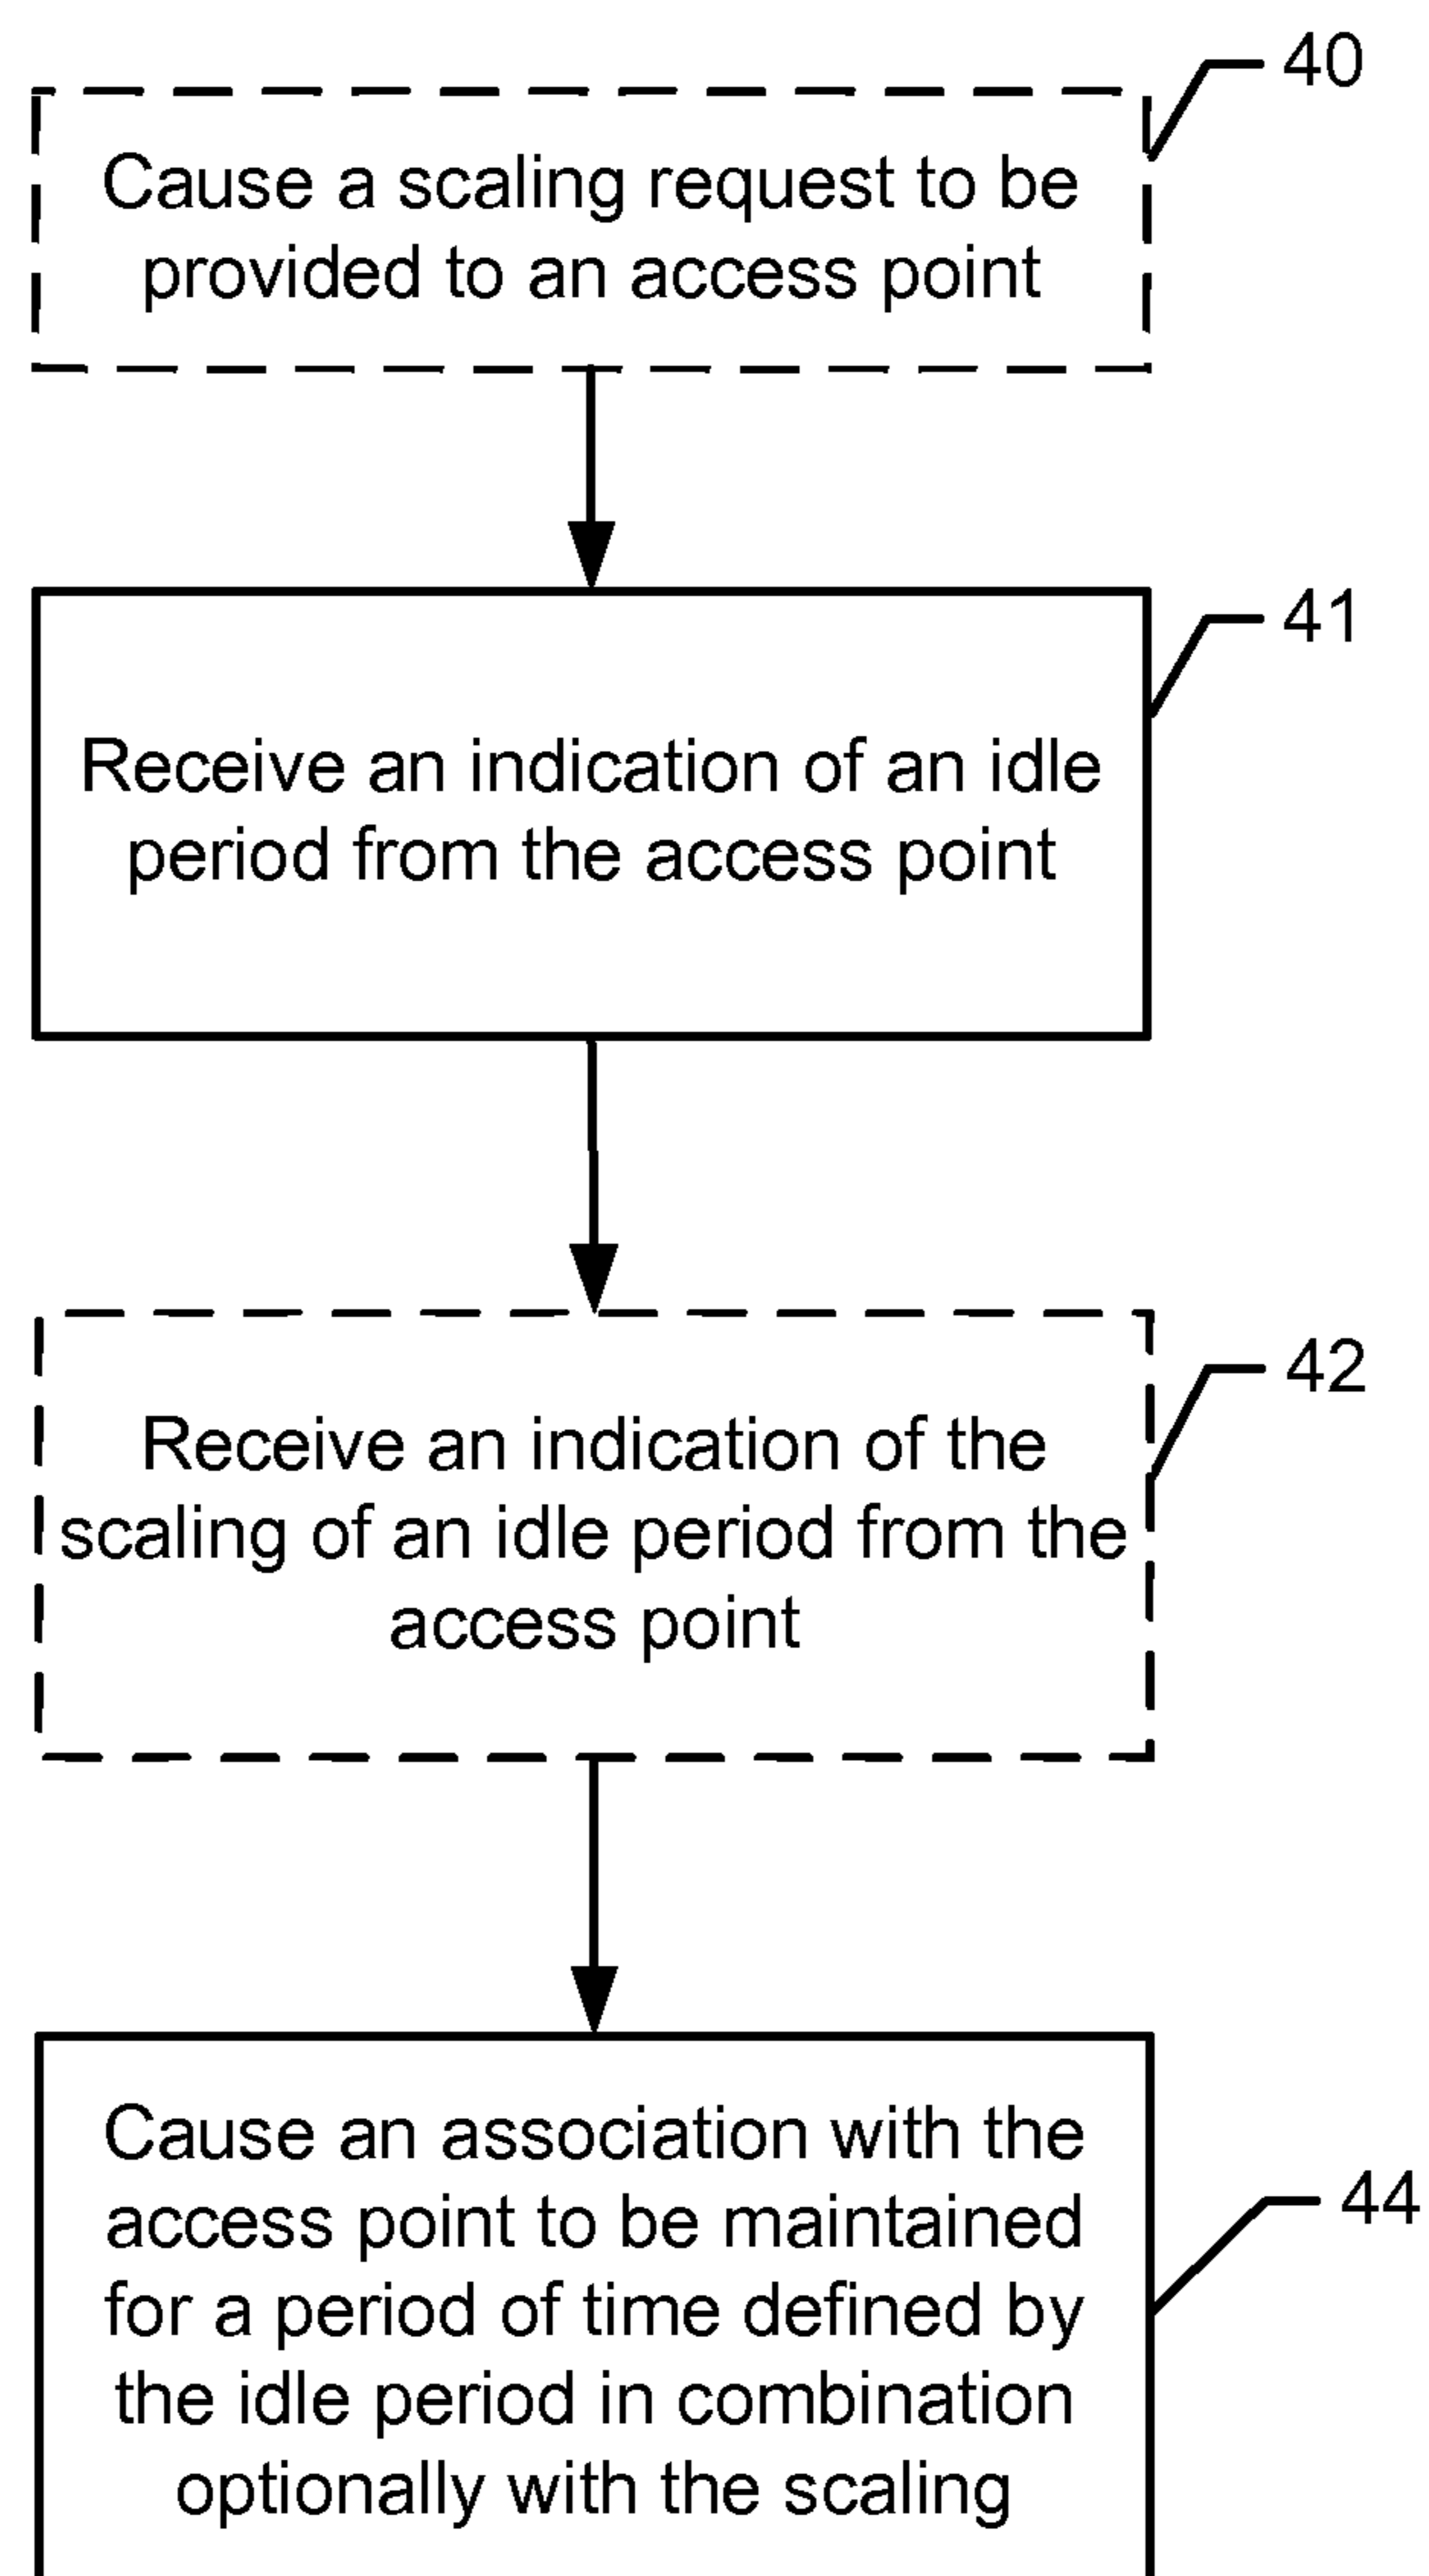 40
Cause a scaling request to be
provided to an access point
41
Receive an indication of an idle
period from the access point
42
Receive an indication of the
scaling of an idle period from the
access point
44
Cause an association with the
access point to be maintained
for a period of time defined by
the idle period in combination
optionally with the scaling